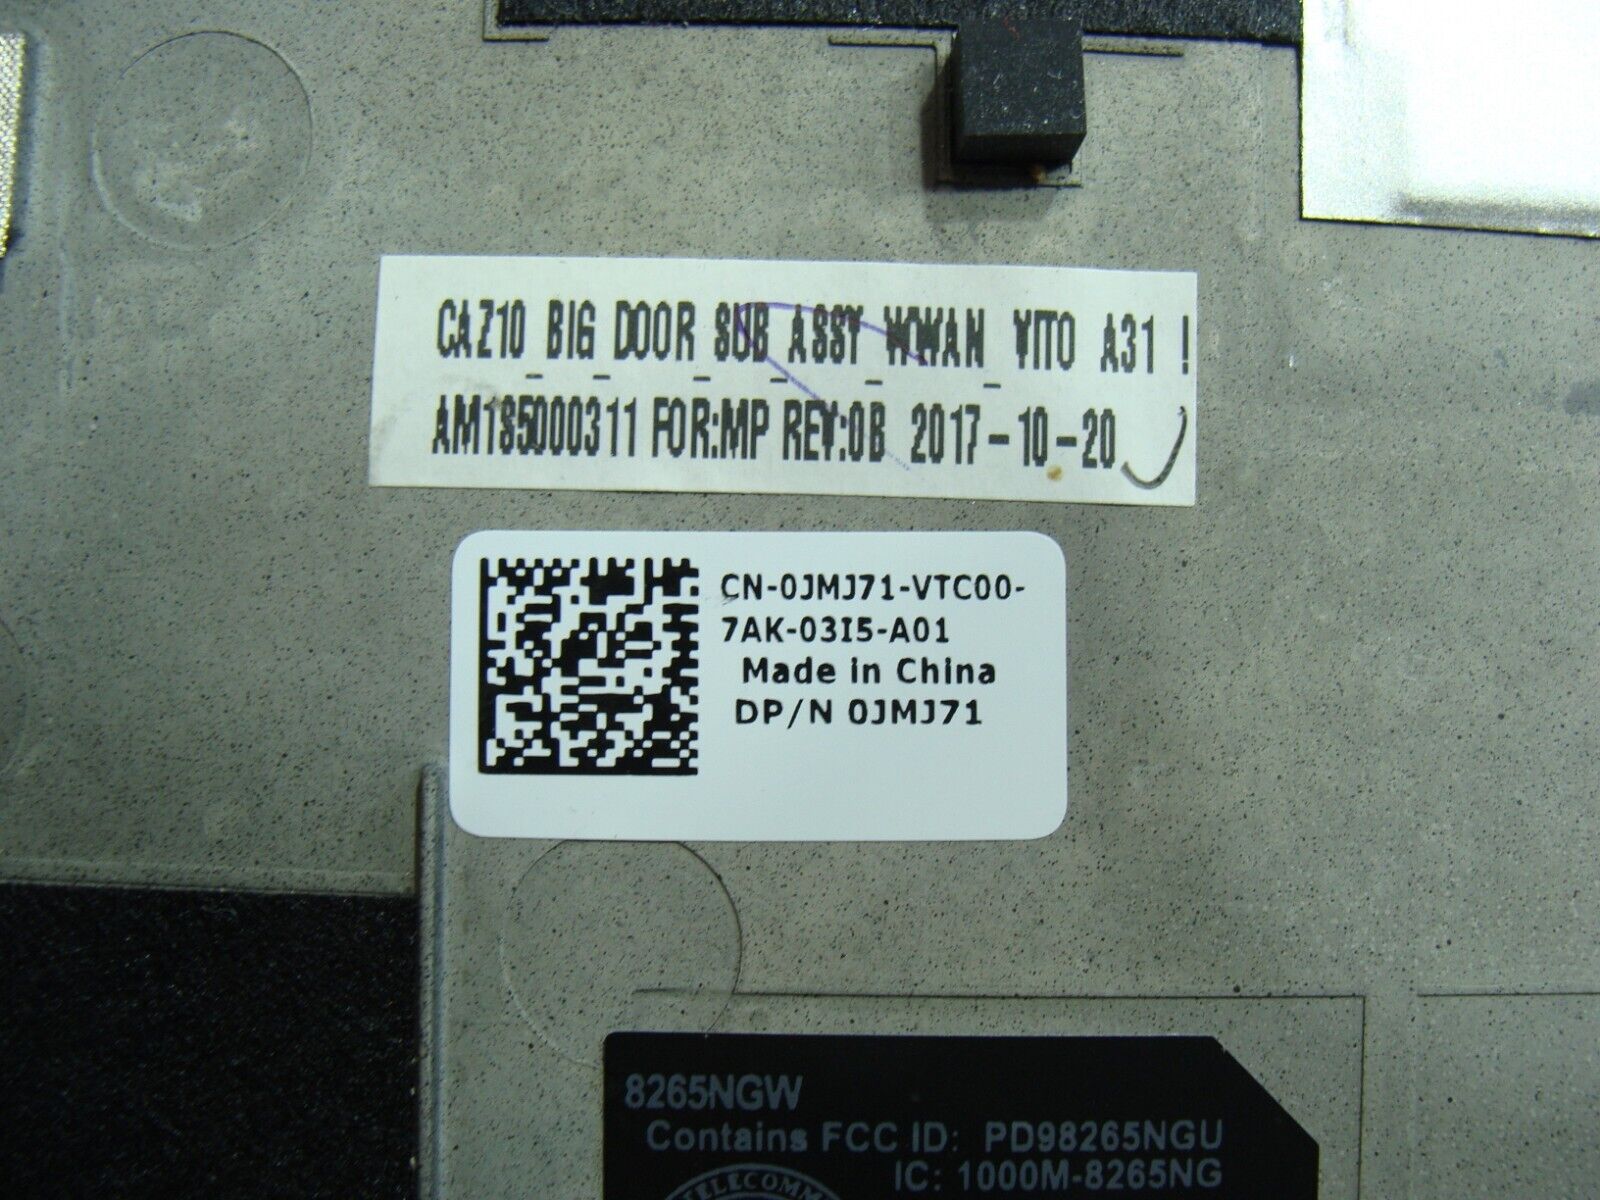 CAZ10_BIG_DOOR_SUB_ASSY_WWAN_VITO A31 !
AM185000311 FOR:MP REV:0B 2017-10-20
CN-0JMJ71-VTC00-
7AK-03I5-A01
Made in China
DP/N 0JMJ71
8265NGW
Contains FCC ID: PD98265NGU
IC: 1000M-8265NG
TELECOMM